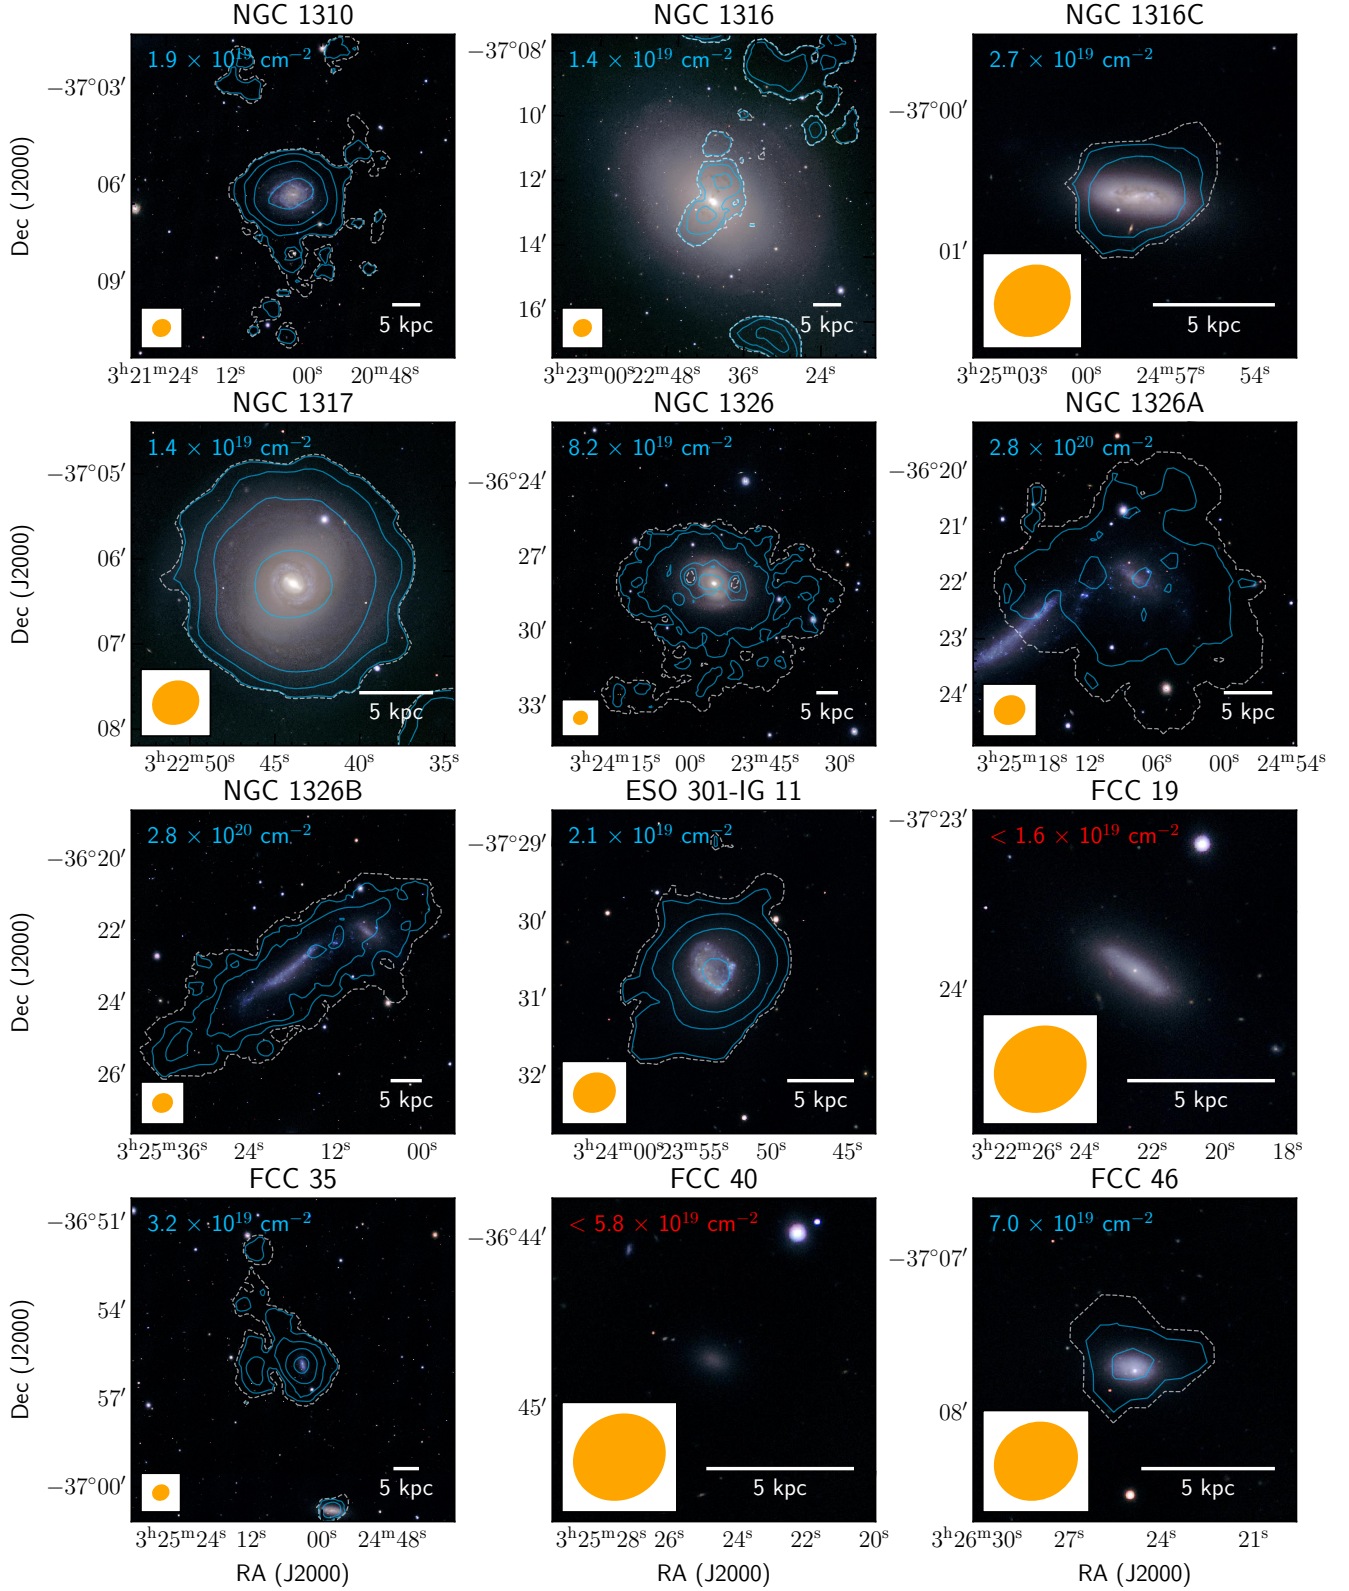 NGC 1310
1.9 × 10¹⁹ cm⁻²
−37°03′
06′
09′
5 kpc
3ʰ21ᵐ24ˢ 12ˢ 00ˢ 20ᵐ48ˢ
Dec (J2000)
NGC 1316
1.4 × 10¹⁹ cm⁻²
−37°08′
10′
12′
14′
16′
5 kpc
3ʰ23ᵐ00ˢ 22ᵐ48ˢ 36ˢ 24ˢ
NGC 1316C
2.7 × 10¹⁹ cm⁻²
−37°00′
01′
5 kpc
3ʰ25ᵐ03ˢ 00ˢ 24ᵐ57ˢ 54ˢ
NGC 1317
1.4 × 10¹⁹ cm⁻²
−37°05′
06′
07′
08′
5 kpc
3ʰ22ᵐ50ˢ 45ˢ 40ˢ 35ˢ
Dec (J2000)
NGC 1326
8.2 × 10¹⁹ cm⁻²
−36°24′
27′
30′
33′
5 kpc
3ʰ24ᵐ15ˢ 00ˢ 23ᵐ45ˢ 30ˢ
NGC 1326A
2.8 × 10²⁰ cm⁻²
−36°20′
21′
22′
23′
24′
5 kpc
3ʰ25ᵐ18ˢ 12ˢ 06ˢ 00ˢ 24ᵐ54ˢ
NGC 1326B
2.8 × 10²⁰ cm⁻²
−36°20′
22′
24′
26′
5 kpc
3ʰ25ᵐ36ˢ 24ˢ 12ˢ 00ˢ
Dec (J2000)
ESO 301-IG 11
2.1 × 10¹⁹ cm⁻²
−37°29′
30′
31′
32′
5 kpc
3ʰ24ᵐ00ˢ 23ᵐ55ˢ 50ˢ 45ˢ
FCC 19
< 1.6 × 10¹⁹ cm⁻²
−37°23′
24′
5 kpc
3ʰ22ᵐ26ˢ 24ˢ 22ˢ 20ˢ 18ˢ
FCC 35
3.2 × 10¹⁹ cm⁻²
−36°51′
54′
57′
−37°00′
5 kpc
3ʰ25ᵐ24ˢ 12ˢ 00ˢ 24ᵐ48ˢ
Dec (J2000)
RA (J2000)
FCC 40
< 5.8 × 10¹⁹ cm⁻²
−36°44′
45′
5 kpc
3ʰ25ᵐ28ˢ 26ˢ 24ˢ 22ˢ 20ˢ
RA (J2000)
FCC 46
7.0 × 10¹⁹ cm⁻²
−37°07′
08′
5 kpc
3ʰ26ᵐ30ˢ 27ˢ 24ˢ 21ˢ
RA (J2000)